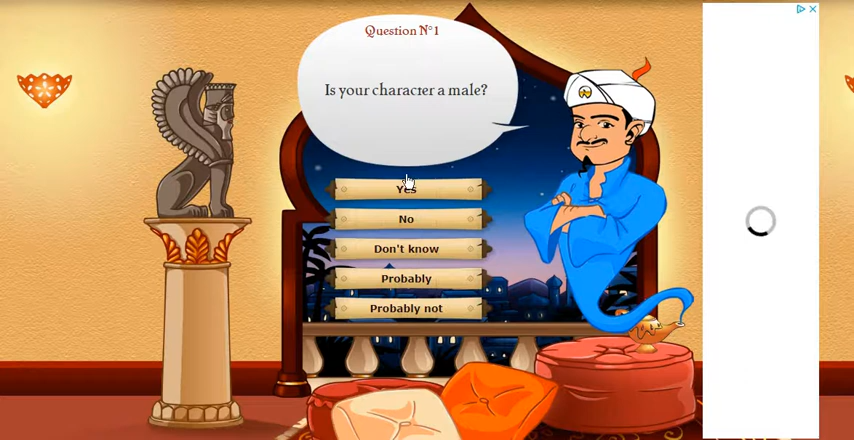 Question N°1
Is your character a male?
Yes
No
Don't know
Probably
Probably not